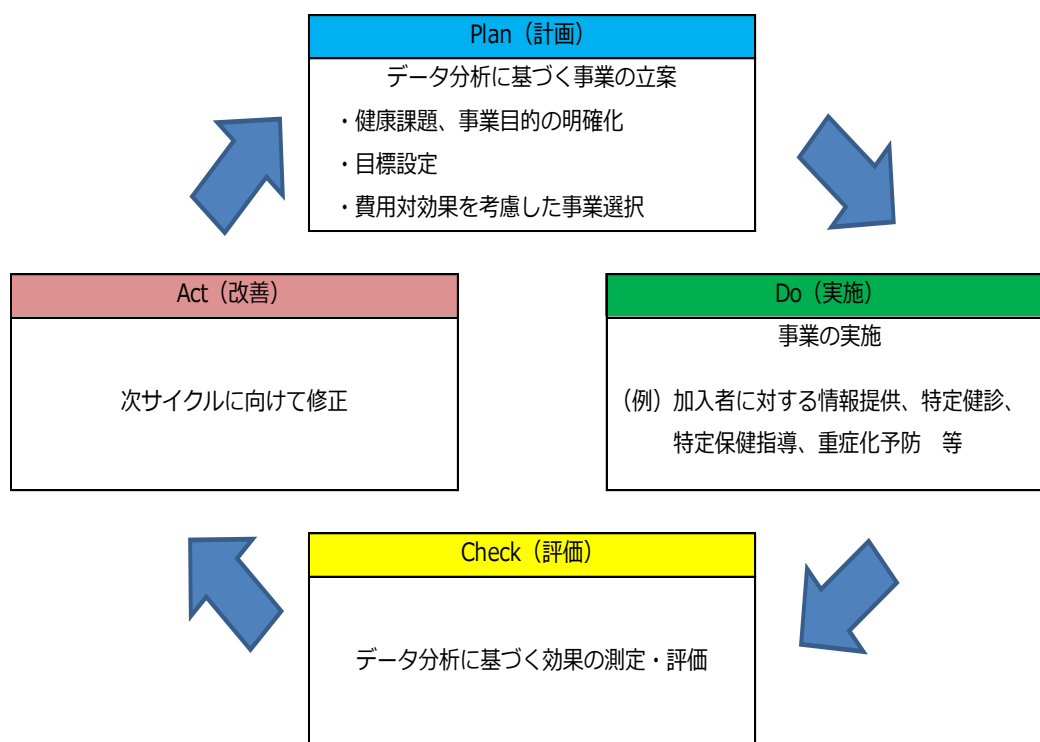 Plan（計画）
データ分析に基づく事業の立案
・健康課題、事業目的の明確化
・目標設定
・費用対効果を考慮した事業選択
Act（改善）
次サイクルに向けて修正
Do（実施）
事業の実施
（例）加入者に対する情報提供、特定健診、
特定保健指導、重症化予防　等
Check（評価）
データ分析に基づく効果の測定・評価